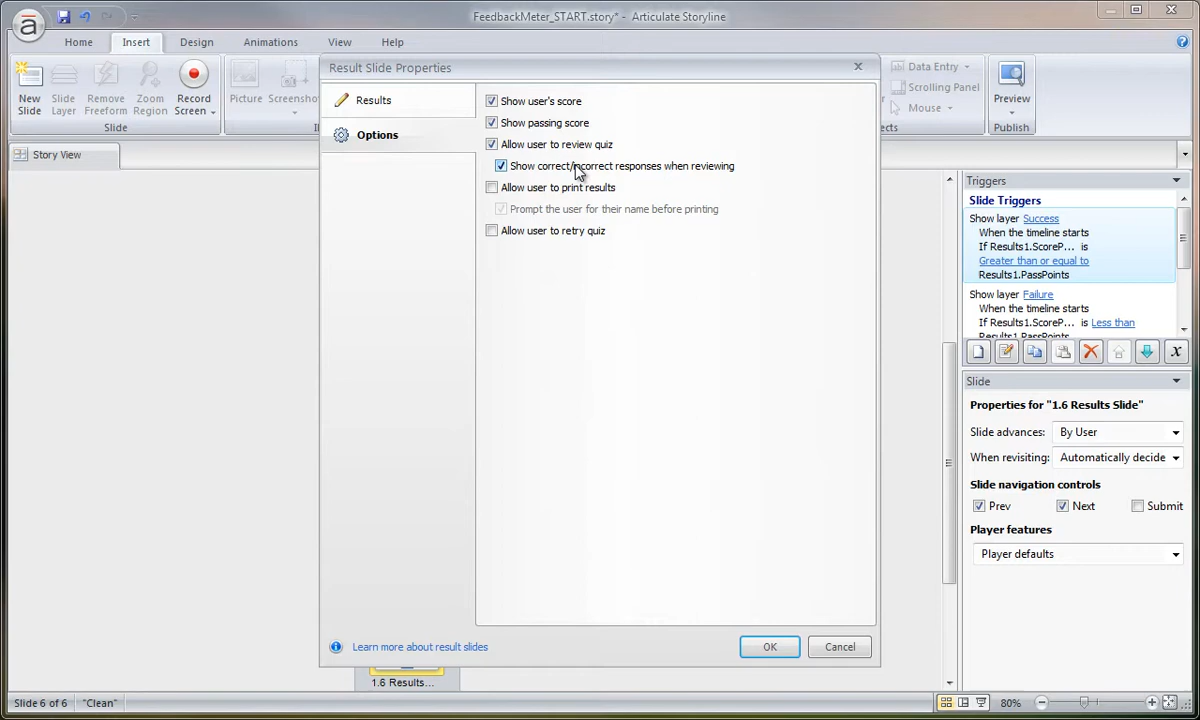 FeedbackMeter_START.story* - Articulate Storyline
Home Insert Design Animations View Help
New Slide
Slide Layer
Remove Freeform
Zoom Region
Record Screen
Picture
Screenshot
Data Entry
Scrolling Panel
Mouse
Preview
Slide
Publish
Story View
Result Slide Properties
Results
Options
Show user's score
Show passing score
Allow user to review quiz
Show correct/incorrect responses when reviewing
Allow user to print results
Prompt the user for their name before printing
Allow user to retry quiz
Learn more about result slides
OK
Cancel
1.6 Results...
Triggers
Slide Triggers
Show layer Success
When the timeline starts
If Results1.ScoreP... is
Greater than or equal to
Results1.PassPoints
Show layer Failure
When the timeline starts
If Results1.ScoreP... is Less than
Results1.PassPoints
Slide
Properties for "1.6 Results Slide"
Slide advances: By User
When revisiting: Automatically decide
Slide navigation controls
Prev Next Submit
Player features
Player defaults
Slide 6 of 6 "Clean"
80%